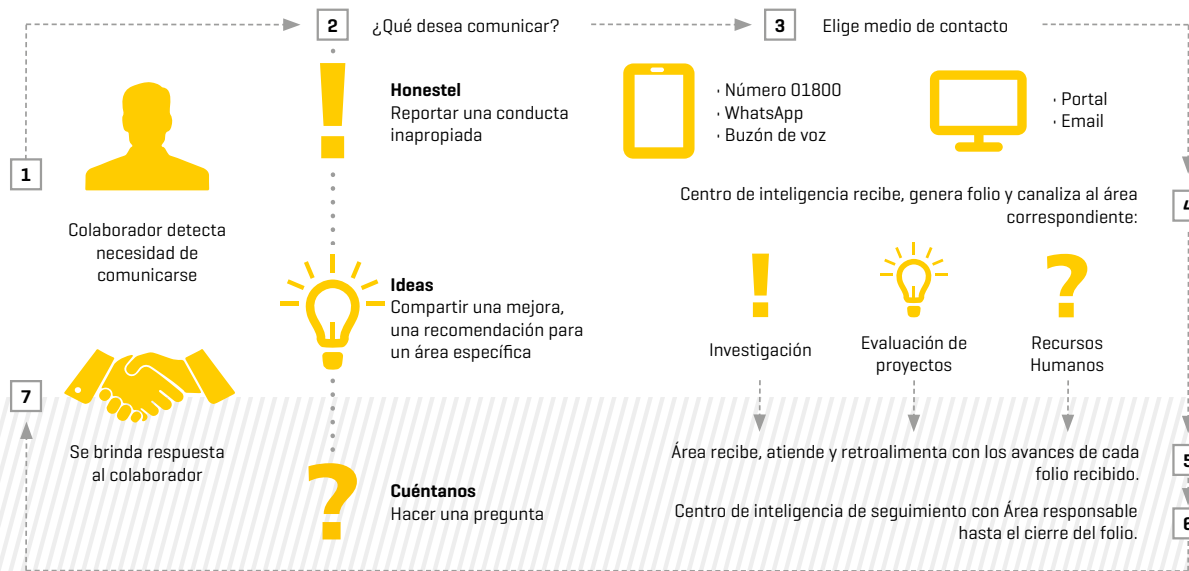 1
Colaborador detecta
necesidad de
comunicarse
2
¿Qué desea comunicar?
!
Honestel
Reportar una conducta
inapropiada
Ideas
Compartir una mejora,
una recomendación para
un área específica
?
Cuéntanos
Hacer una pregunta
3
Elige medio de contacto
· Número 01800
· WhatsApp
· Buzón de voz
· Portal
· Email
4
Centro de inteligencia recibe, genera folio y canaliza al área
correspondiente:
!
Investigación
Evaluación de
proyectos
?
Recursos
Humanos
5
Área recibe, atiende y retroalimenta con los avances de cada
folio recibido.
6
Centro de inteligencia de seguimiento con Área responsable
hasta el cierre del folio.
7
Se brinda respuesta
al colaborador